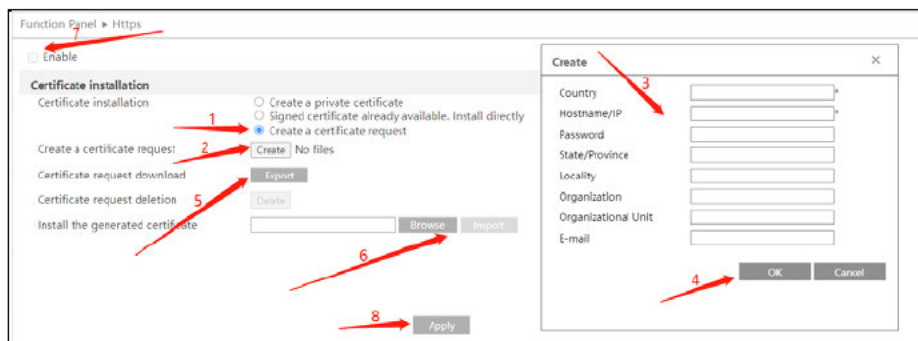 Function Panel ▸ Https
7
Enable
Certificate installation
Certificate installation
Create a private certificate
Signed certificate already available. Install directly
1
Create a certificate request
Create a certificate request
2
Create No files
Certificate request download
Export
Certificate request deletion
Delete
5
Install the generated certificate
Browse Import
6
8
Apply
Create ×
3
Country *
Hostname/IP *
Password
State/Province
Locality
Organization
Organizational Unit
E-mail
4
OK Cancel